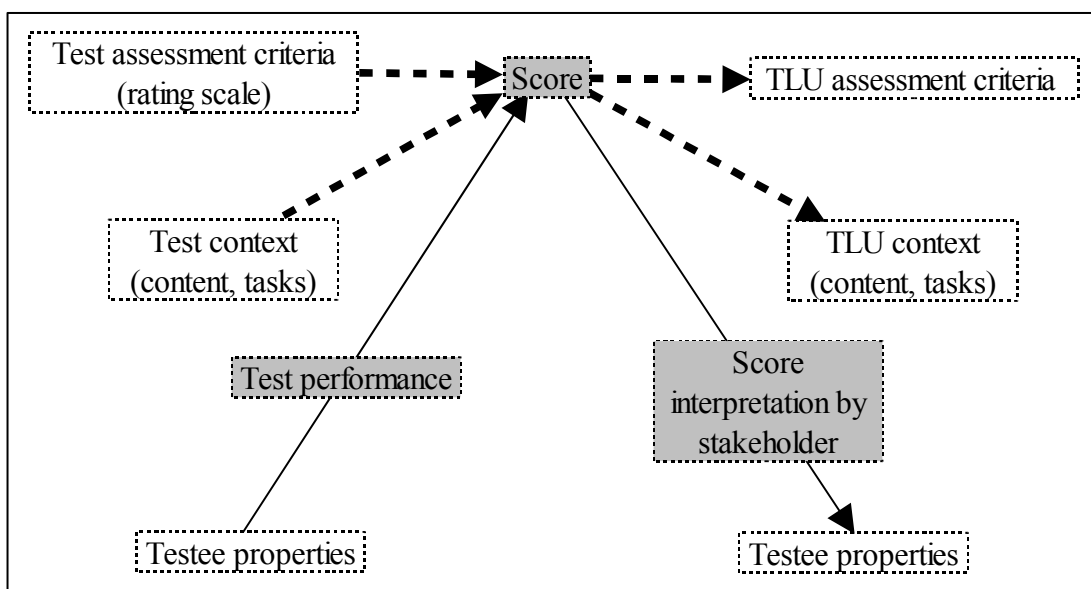 Test assessment criteria
(rating scale)
Score
TLU assessment criteria
Test context
(content, tasks)
TLU context
(content, tasks)
Test performance
Score
interpretation by
stakeholder
Testee properties
Testee properties